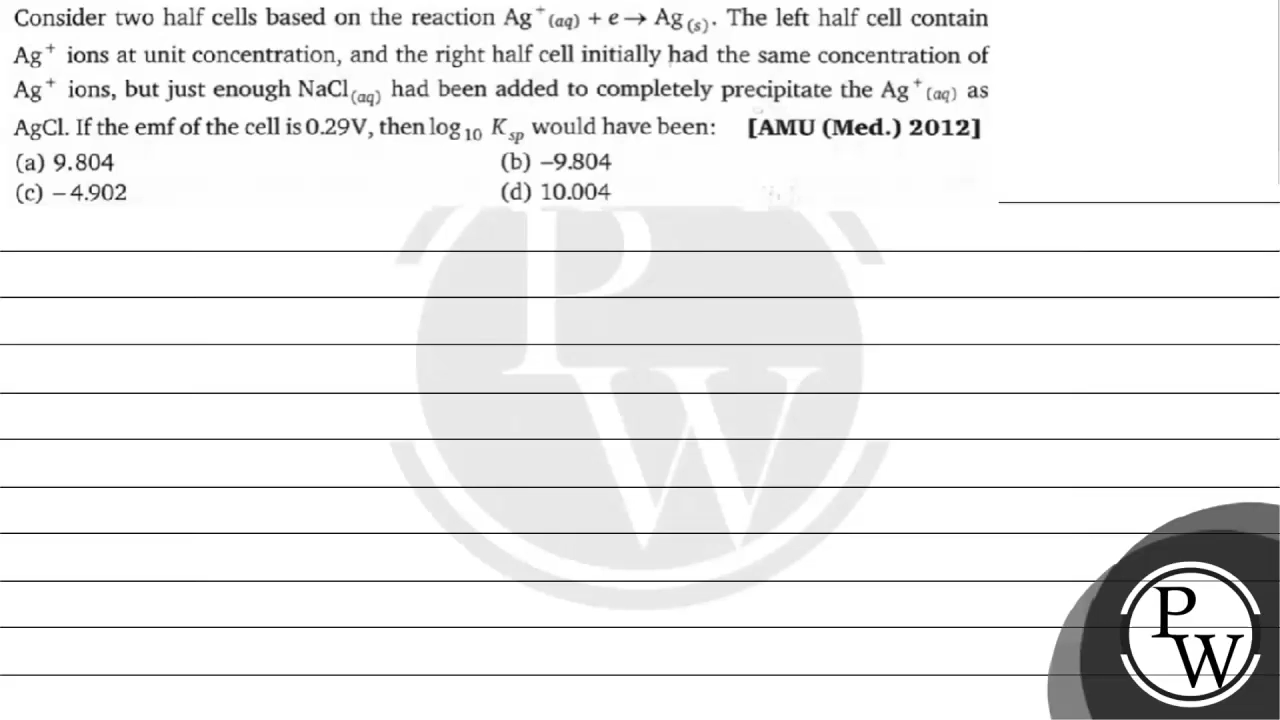 Consider two half cells based on the reaction Ag⁺(aq) + e → Ag(s). The left half cell contain
Ag⁺ ions at unit concentration, and the right half cell initially had the same concentration of
Ag⁺ ions, but just enough NaCl(aq) had been added to completely precipitate the Ag⁺(aq) as
AgCl. If the emf of the cell is 0.29V, then log₁₀ Ksp would have been: [AMU (Med.) 2012]
(a) 9.804 (b) –9.804
(c) – 4.902 (d) 10.004
P
W
P
W